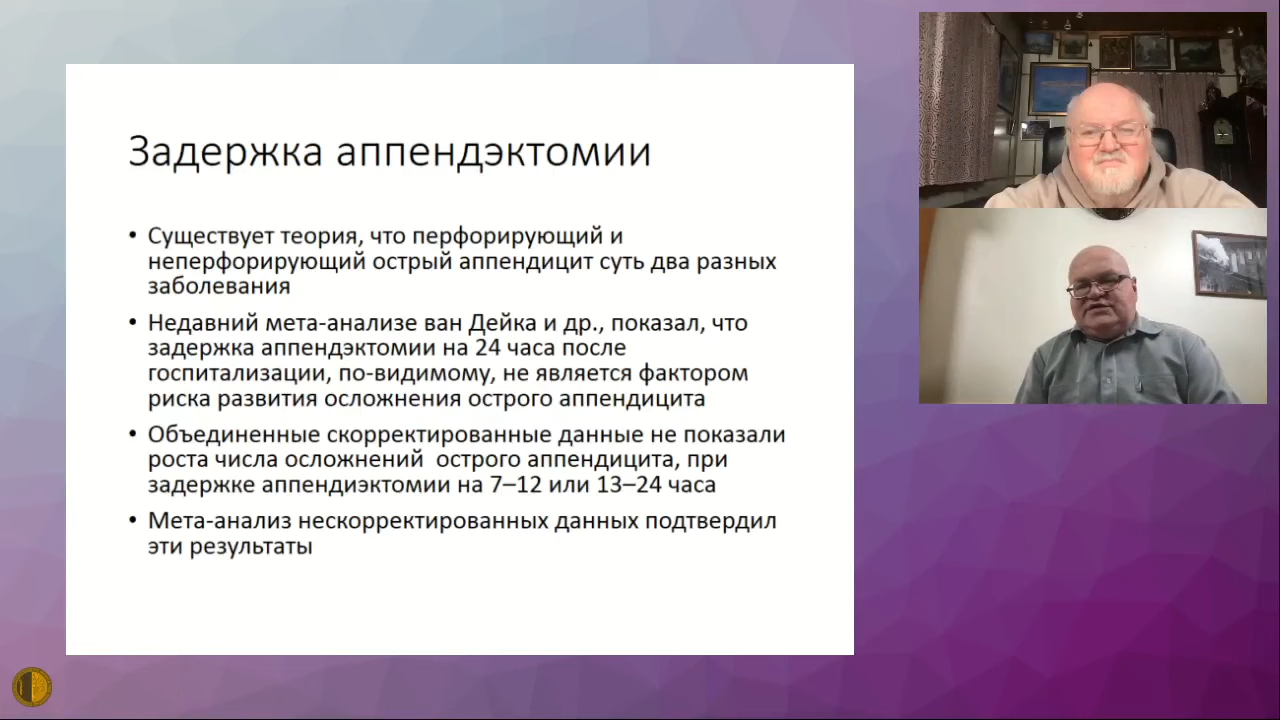 Задержка аппендэктомии
• Существует теория, что перфорирующий и
неперфорирующий острый аппендицит суть два разных
заболевания
• Недавний мета-анализе ван Дейка и др., показал, что
задержка аппендэктомии на 24 часа после
госпитализации, по-видимому, не является фактором
риска развития осложнения острого аппендицита
• Объединенные скорректированные данные не показали
роста числа осложнений  острого аппендицита, при
задержке аппендиэктомии на 7–12 или 13–24 часа
• Мета-анализ нескорректированных данных подтвердил
эти результаты